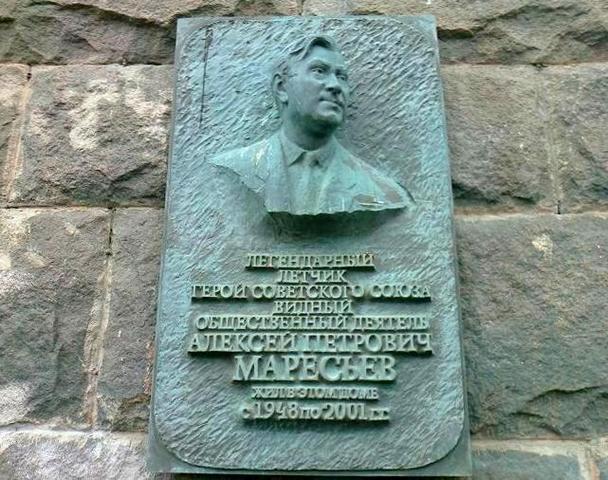 ЛЕГЕНДАРНЫЙ
ЛЕТЧИК
ГЕРОЙ СОВЕТСКОГО СОЮЗА
ВИДНЫЙ
ОБЩЕСТВЕННЫЙ ДЕЯТЕЛЬ
АЛЕКСЕЙ ПЕТРОВИЧ
МАРЕСЬЕВ
ЖИЛ В ЭТОМ ДОМЕ
с 1948 по 2001 г.г.